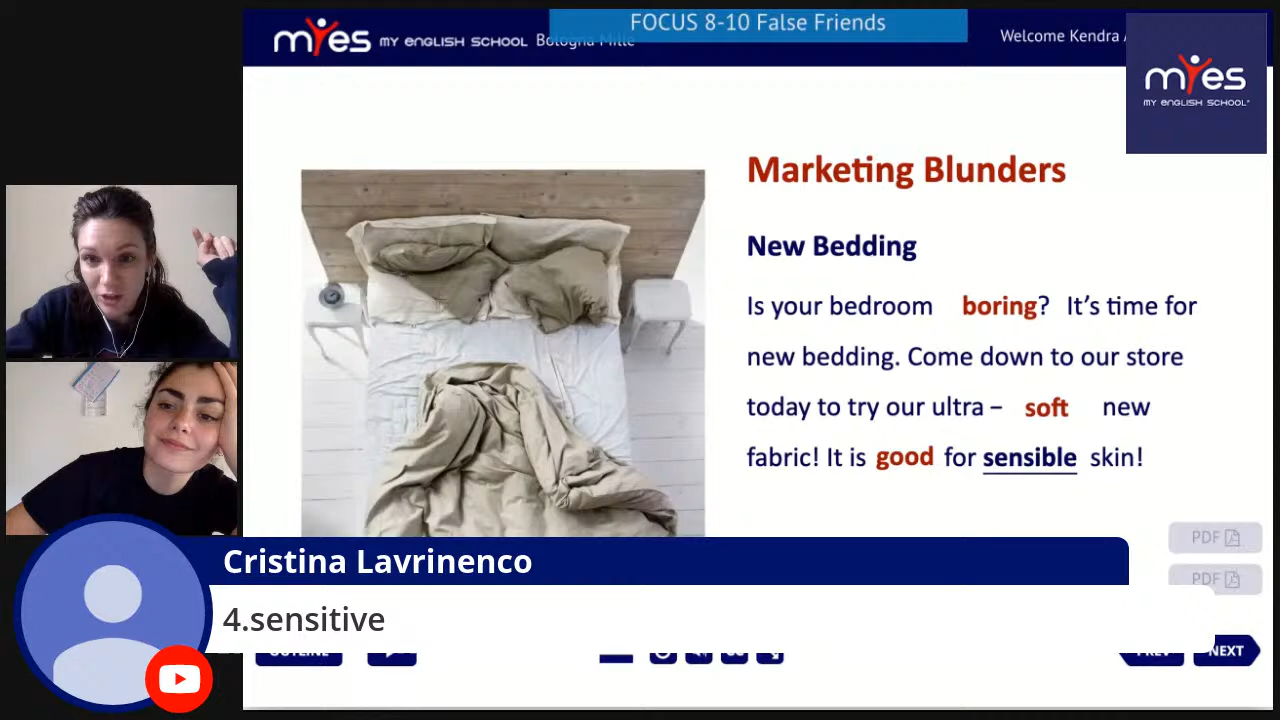 FOCUS 8-10 False Friends
myes MY ENGLISH SCHOOL Bologna Mille
Welcome Kendra A
myes
MY ENGLISH SCHOOL
Marketing Blunders
New Bedding
Is your bedroom boring? It's time for
new bedding. Come down to our store
today to try our ultra – soft new
fabric! It is good for sensible skin!
PDF
PDF
Cristina Lavrinenco
4.sensitive
OUTLINE
PREV
NEXT